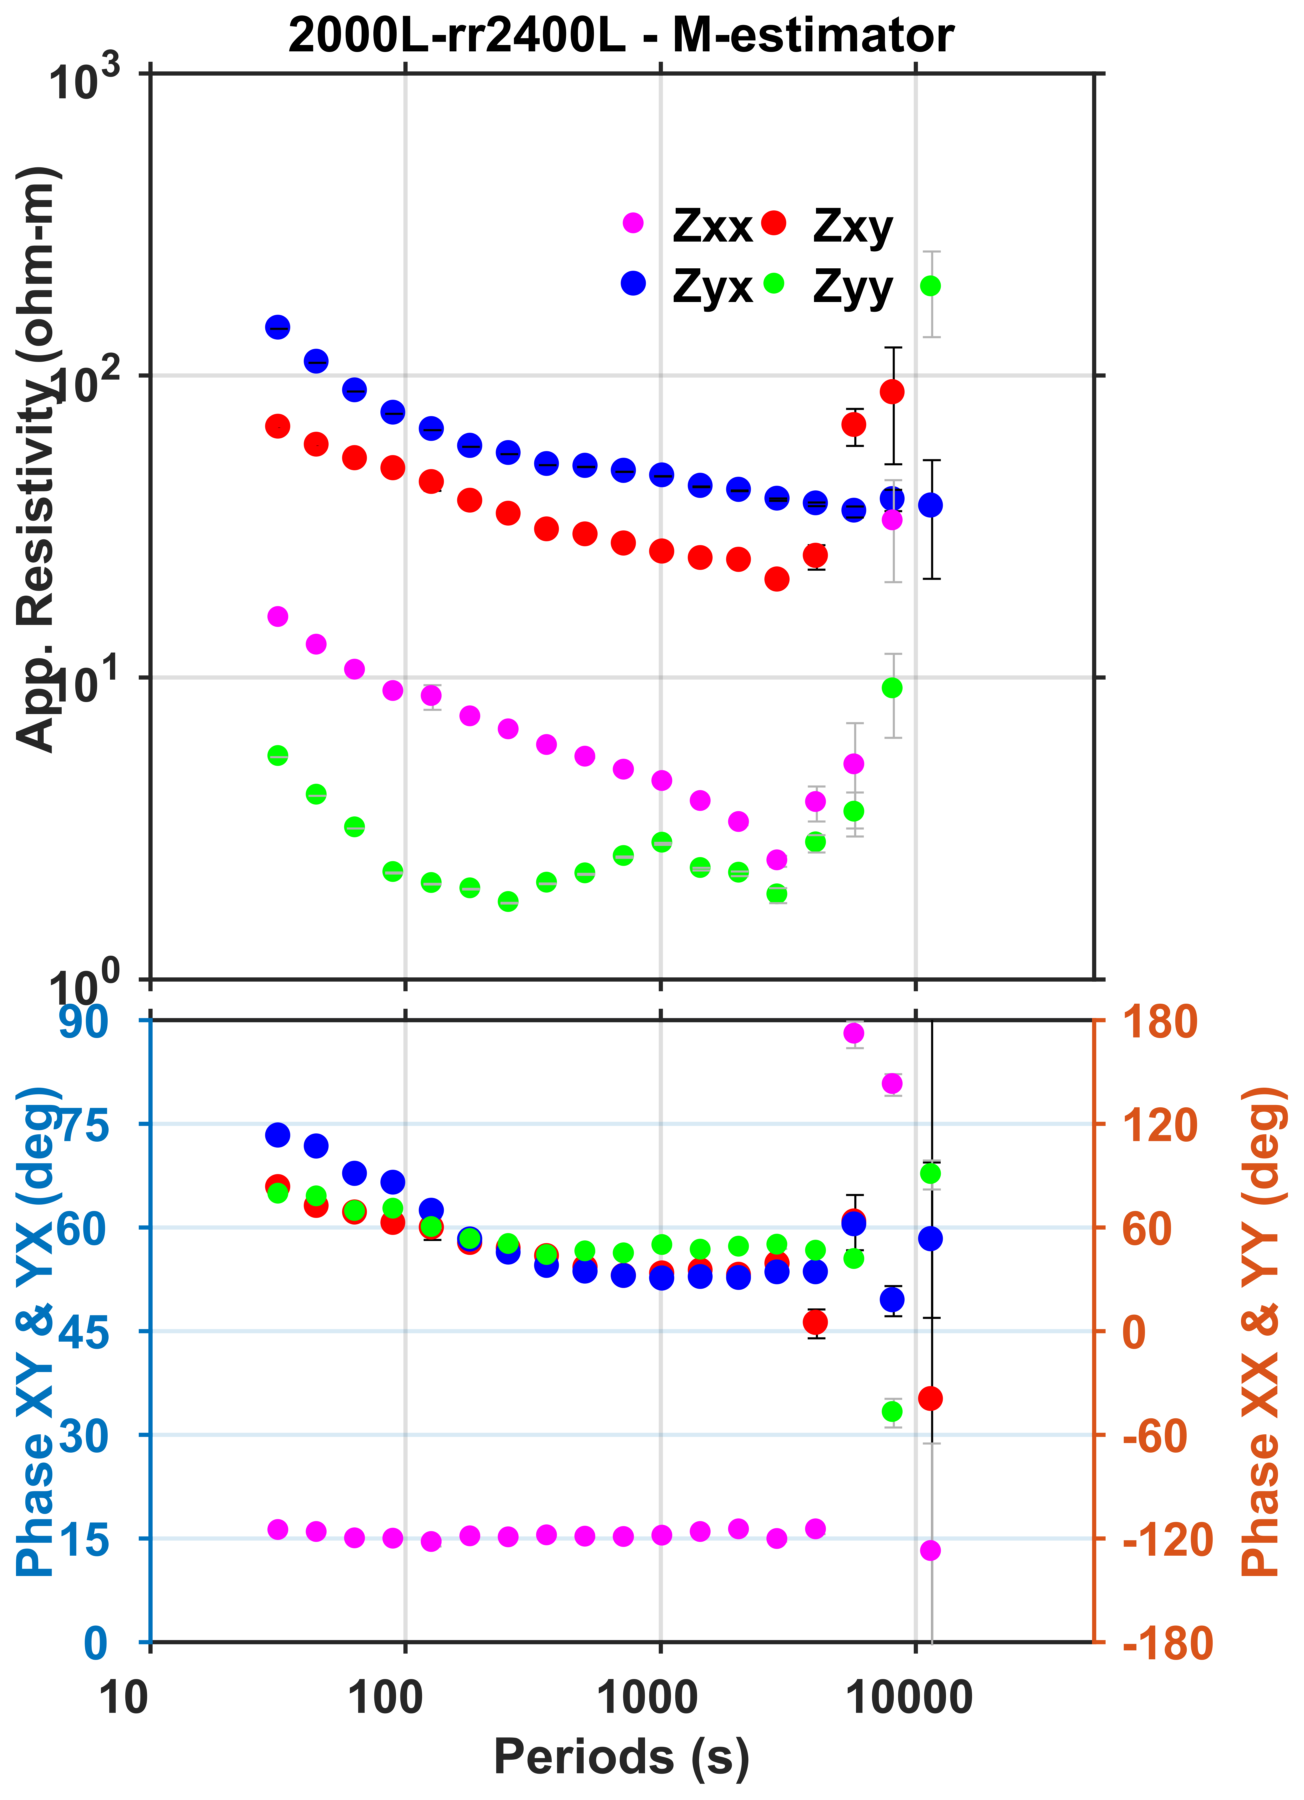 2000L-rr2400L - M-estimator
10^3
10^2
10^1
10^0
App. Resistivity (ohm-m)
Zxx Zxy
Zyx Zyy
90
75
60
45
30
15
0
Phase XY & YX (deg)
180
120
60
0
-60
-120
-180
Phase XX & YY (deg)
10 100 1000 10000
Periods (s)